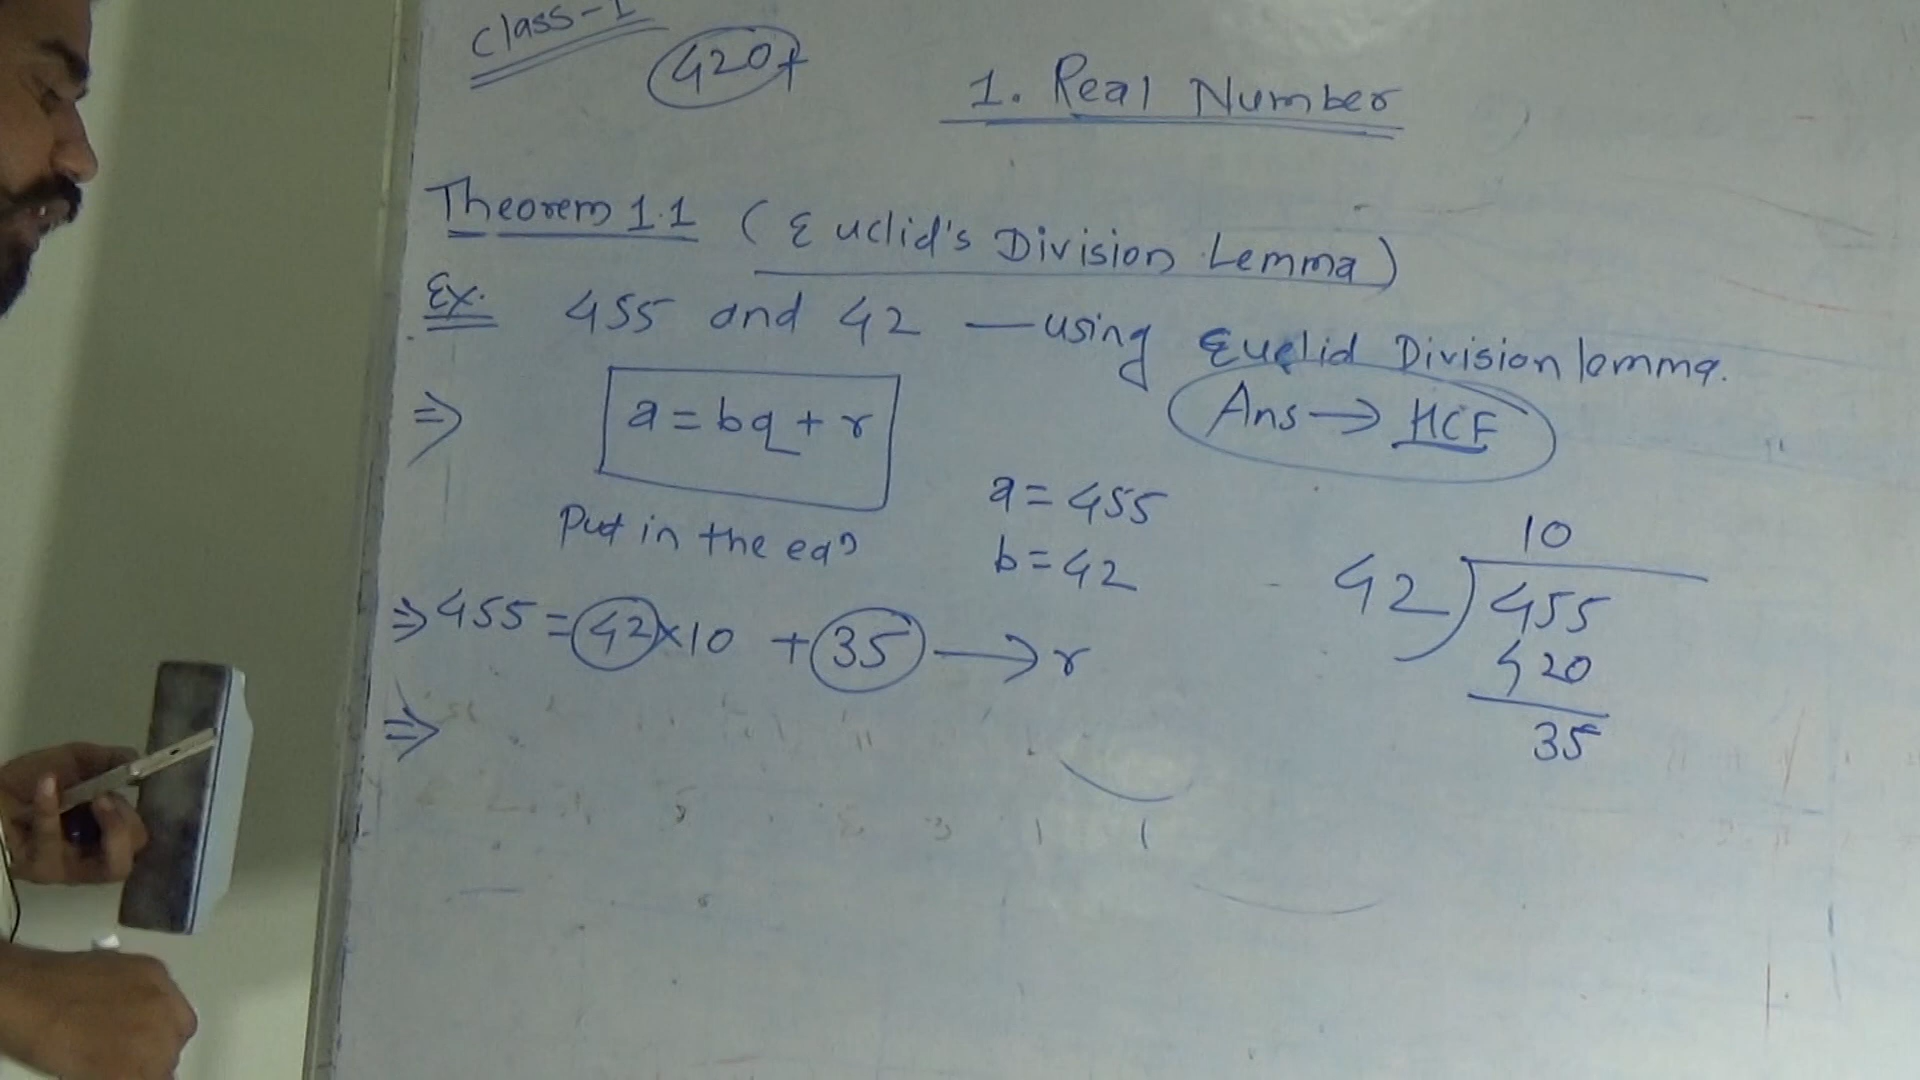 Class-1
420+
1. Real Number
Theorem 1.1 (Euclid's Division Lemma)
Ex. 455 and 42 — using Euclid Division lemma.
⇒ a = bq + r
Ans → HCF
Put in the eqn
a = 455
b = 42
⇒ 455 = 42 × 10 + 35 → r
⇒
10
42) 455
420
35